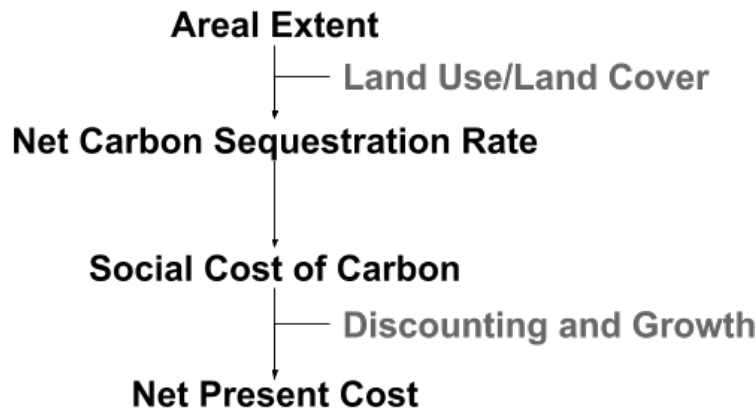 Areal Extent
Land Use/Land Cover
Net Carbon Sequestration Rate
Social Cost of Carbon
Discounting and Growth
Net Present Cost